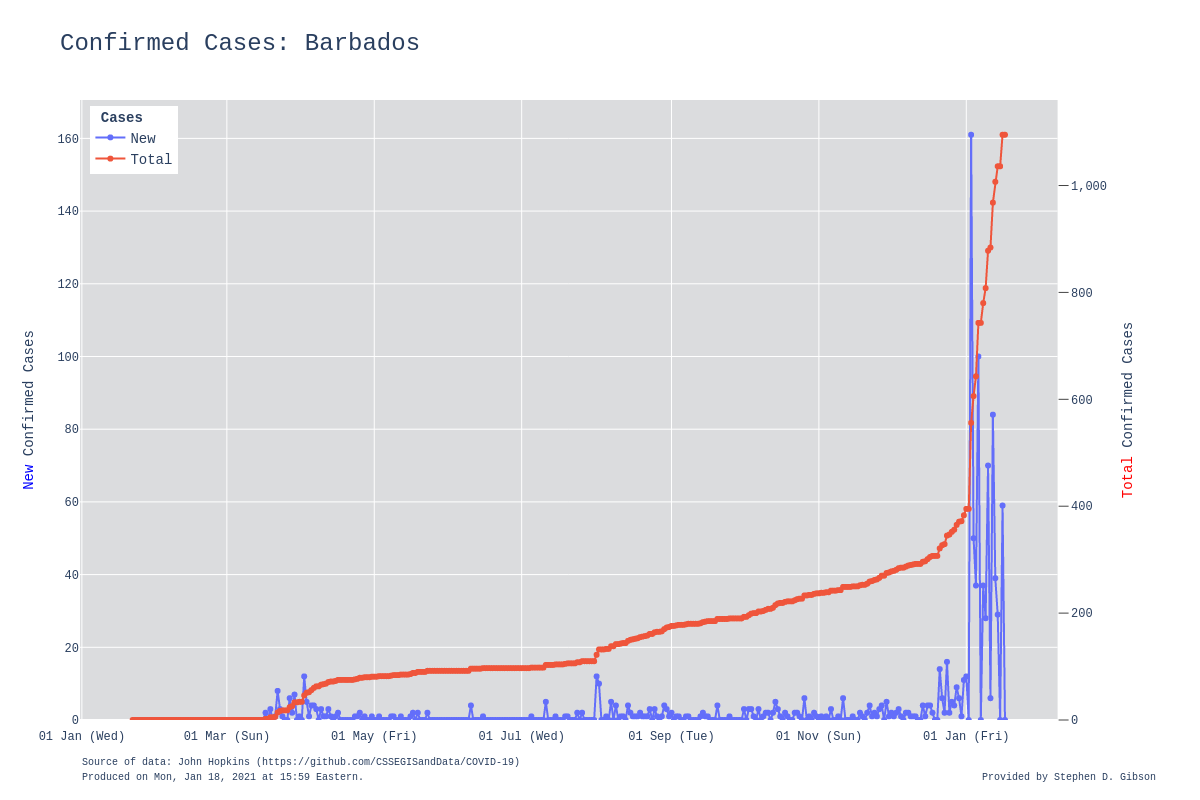 Confirmed Cases: Barbados
Cases
New
Total
160
140
120
100
80
60
40
20
0
1,000
800
600
400
200
0
New Confirmed Cases
Total Confirmed Cases
01 Jan (Wed) 01 Mar (Sun) 01 May (Fri) 01 Jul (Wed) 01 Sep (Tue) 01 Nov (Sun) 01 Jan (Fri)
Source of data: John Hopkins (https://github.com/CSSEGISandData/COVID-19)
Produced on Mon, Jan 18, 2021 at 15:59 Eastern.
Provided by Stephen D. Gibson